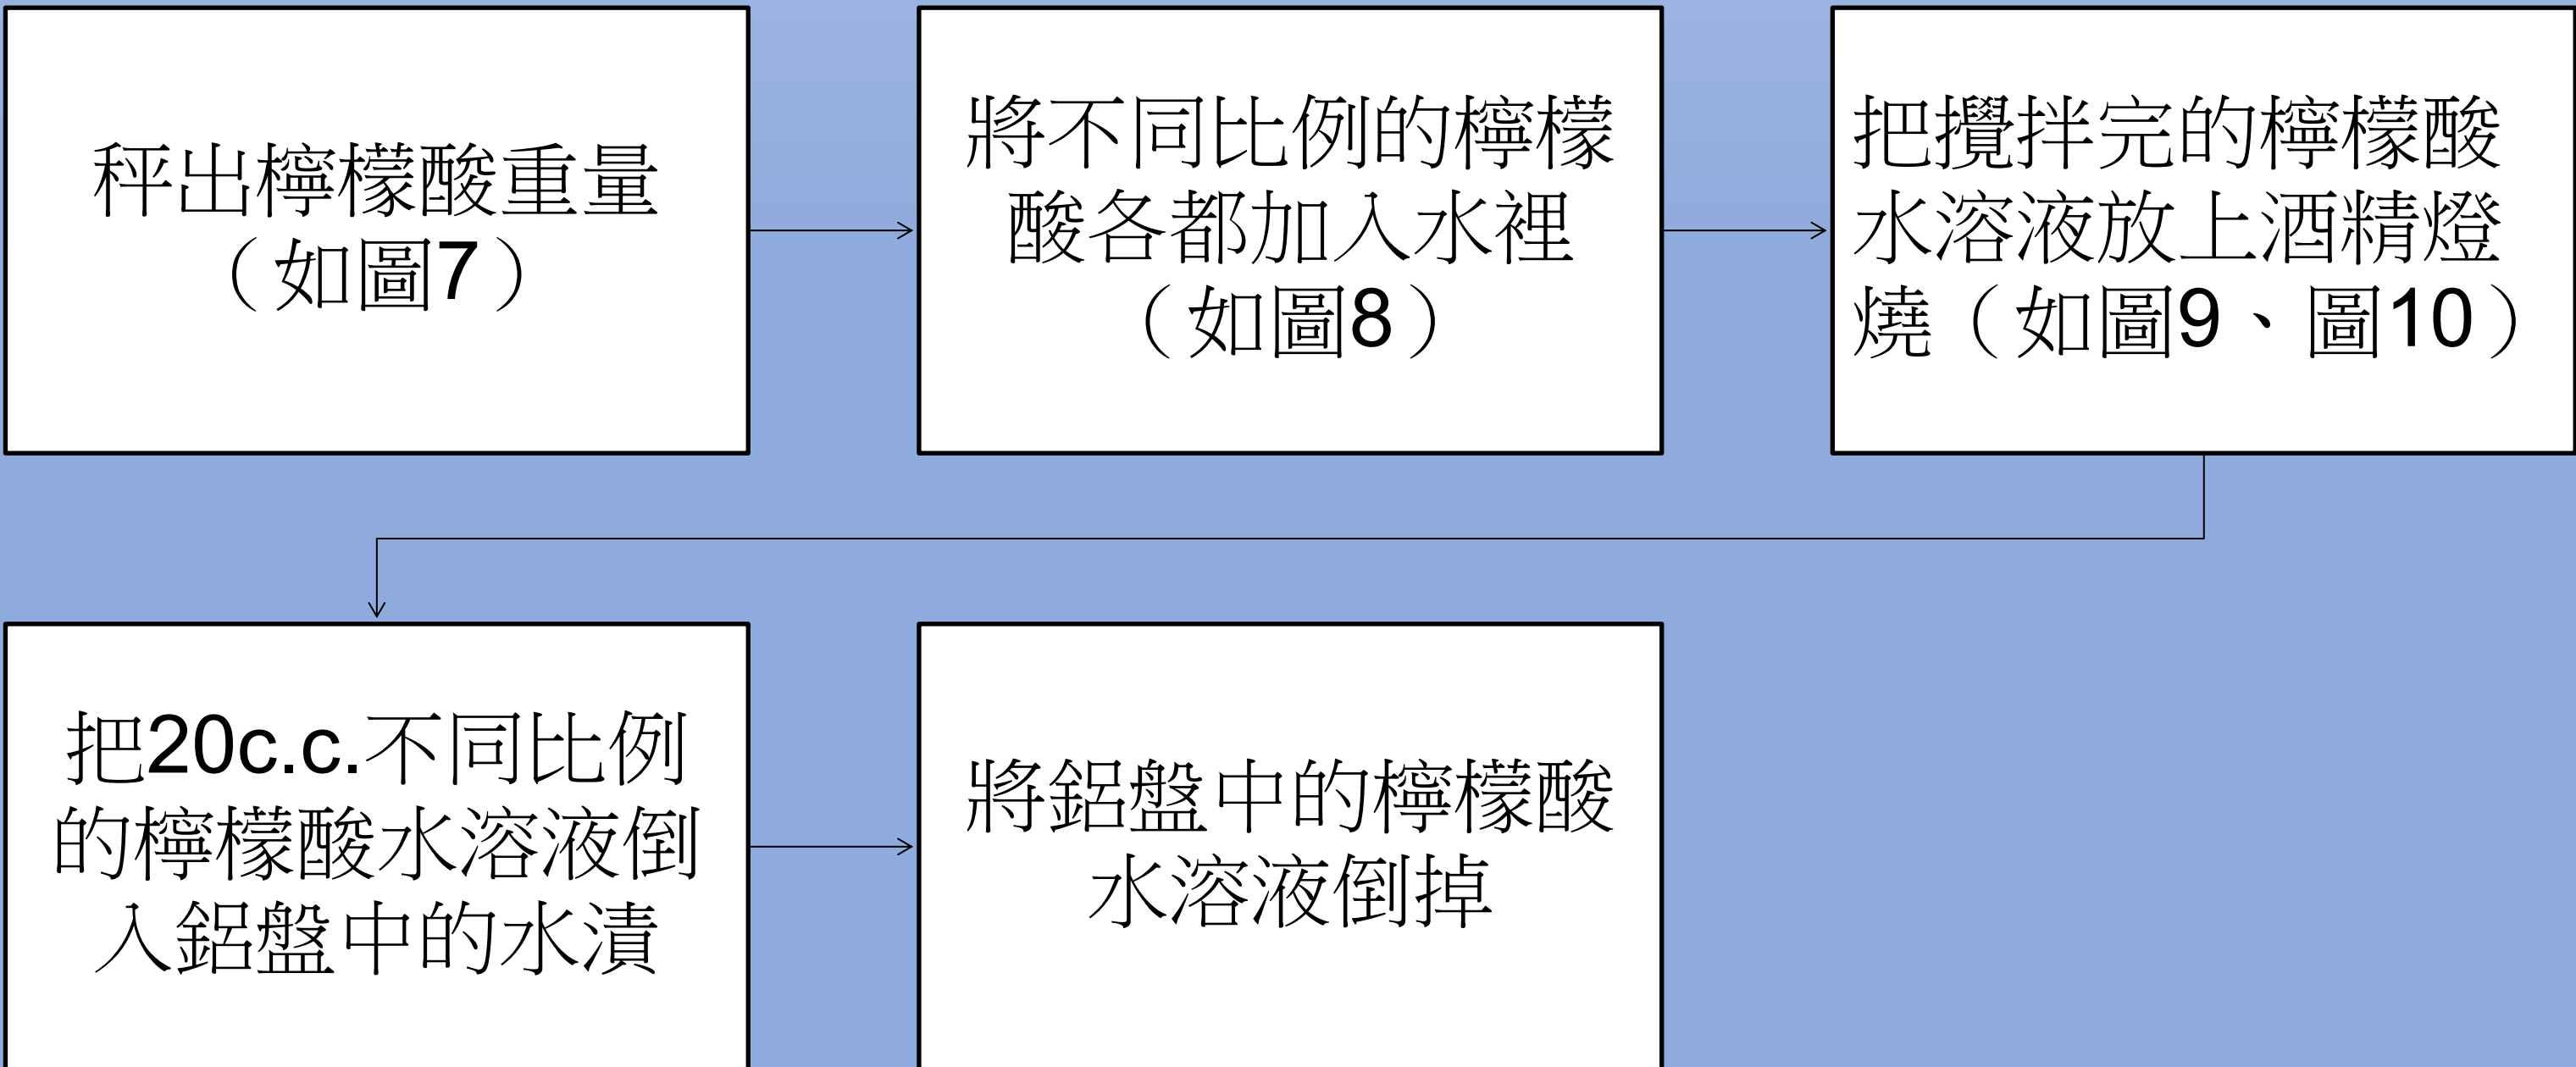 秤出檸檬酸重量
（如圖7）
將不同比例的檸檬
酸各都加入水裡
（如圖8）
把攪拌完的檸檬酸
水溶液放上酒精燈
燒（如圖9、圖10）
把20c.c.不同比例
的檸檬酸水溶液倒
入鋁盤中的水漬
將鋁盤中的檸檬酸
水溶液倒掉